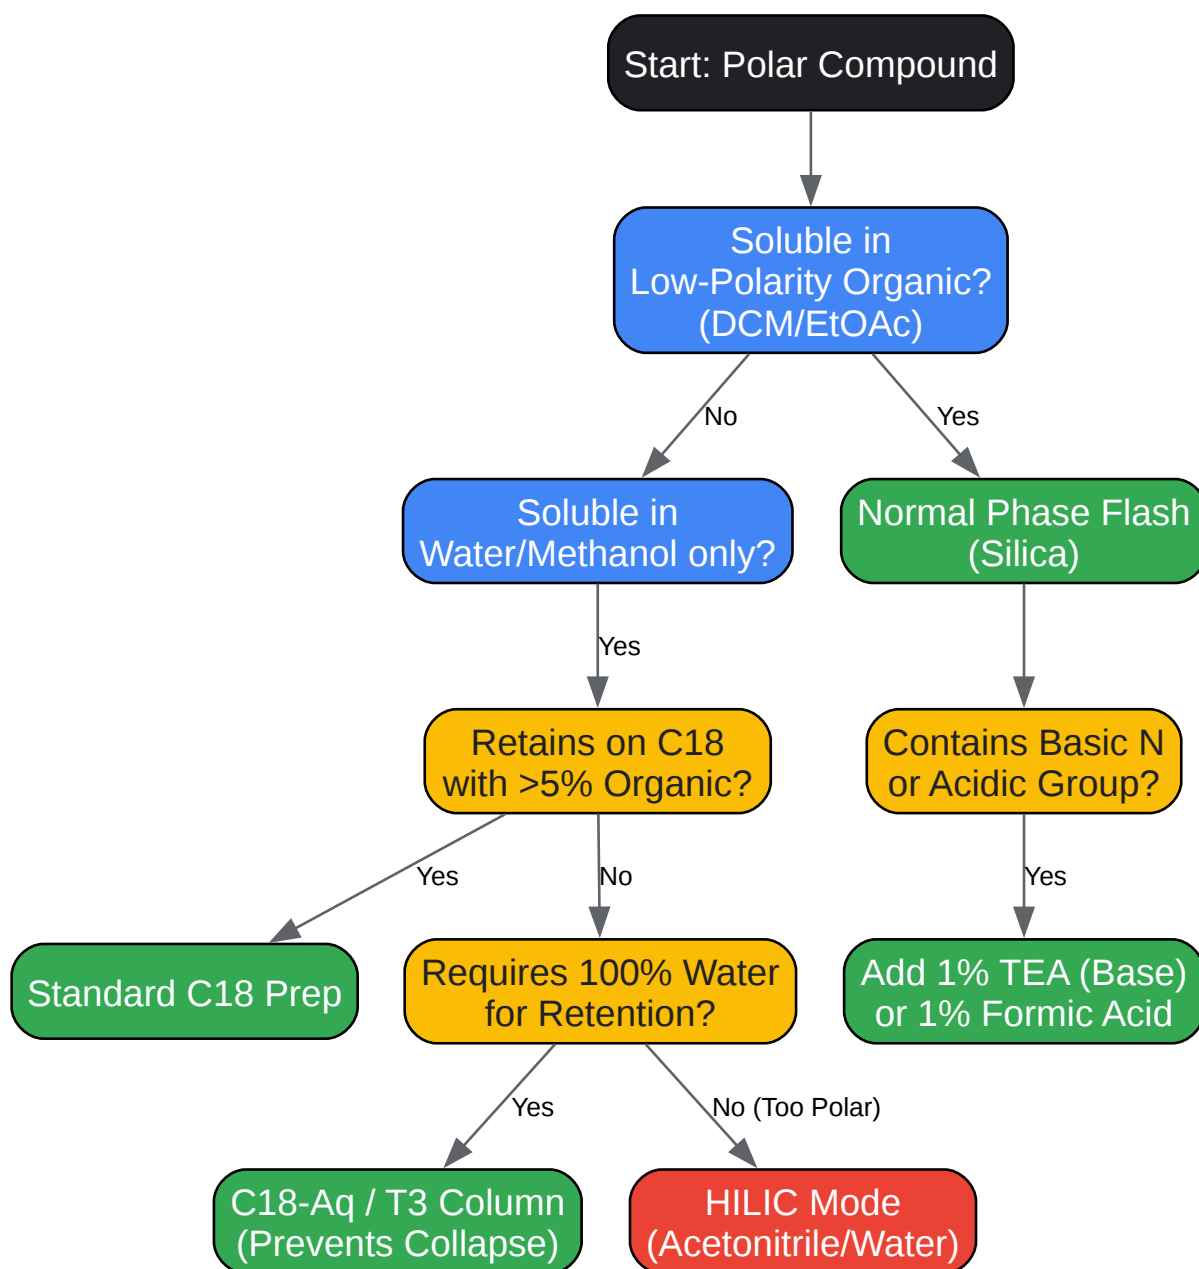 Start: Polar Compound
Soluble in
Low-Polarity Organic?
(DCM/EtOAc)
No
Yes
Soluble in
Water/Methanol only?
Normal Phase Flash
(Silica)
Yes
Retains on C18
with >5% Organic?
Contains Basic N
or Acidic Group?
Yes
No
Yes
Standard C18 Prep
Requires 100% Water
for Retention?
Add 1% TEA (Base)
or 1% Formic Acid
Yes
No (Too Polar)
C18-Aq / T3 Column
(Prevents Collapse)
HILIC Mode
(Acetonitrile/Water)